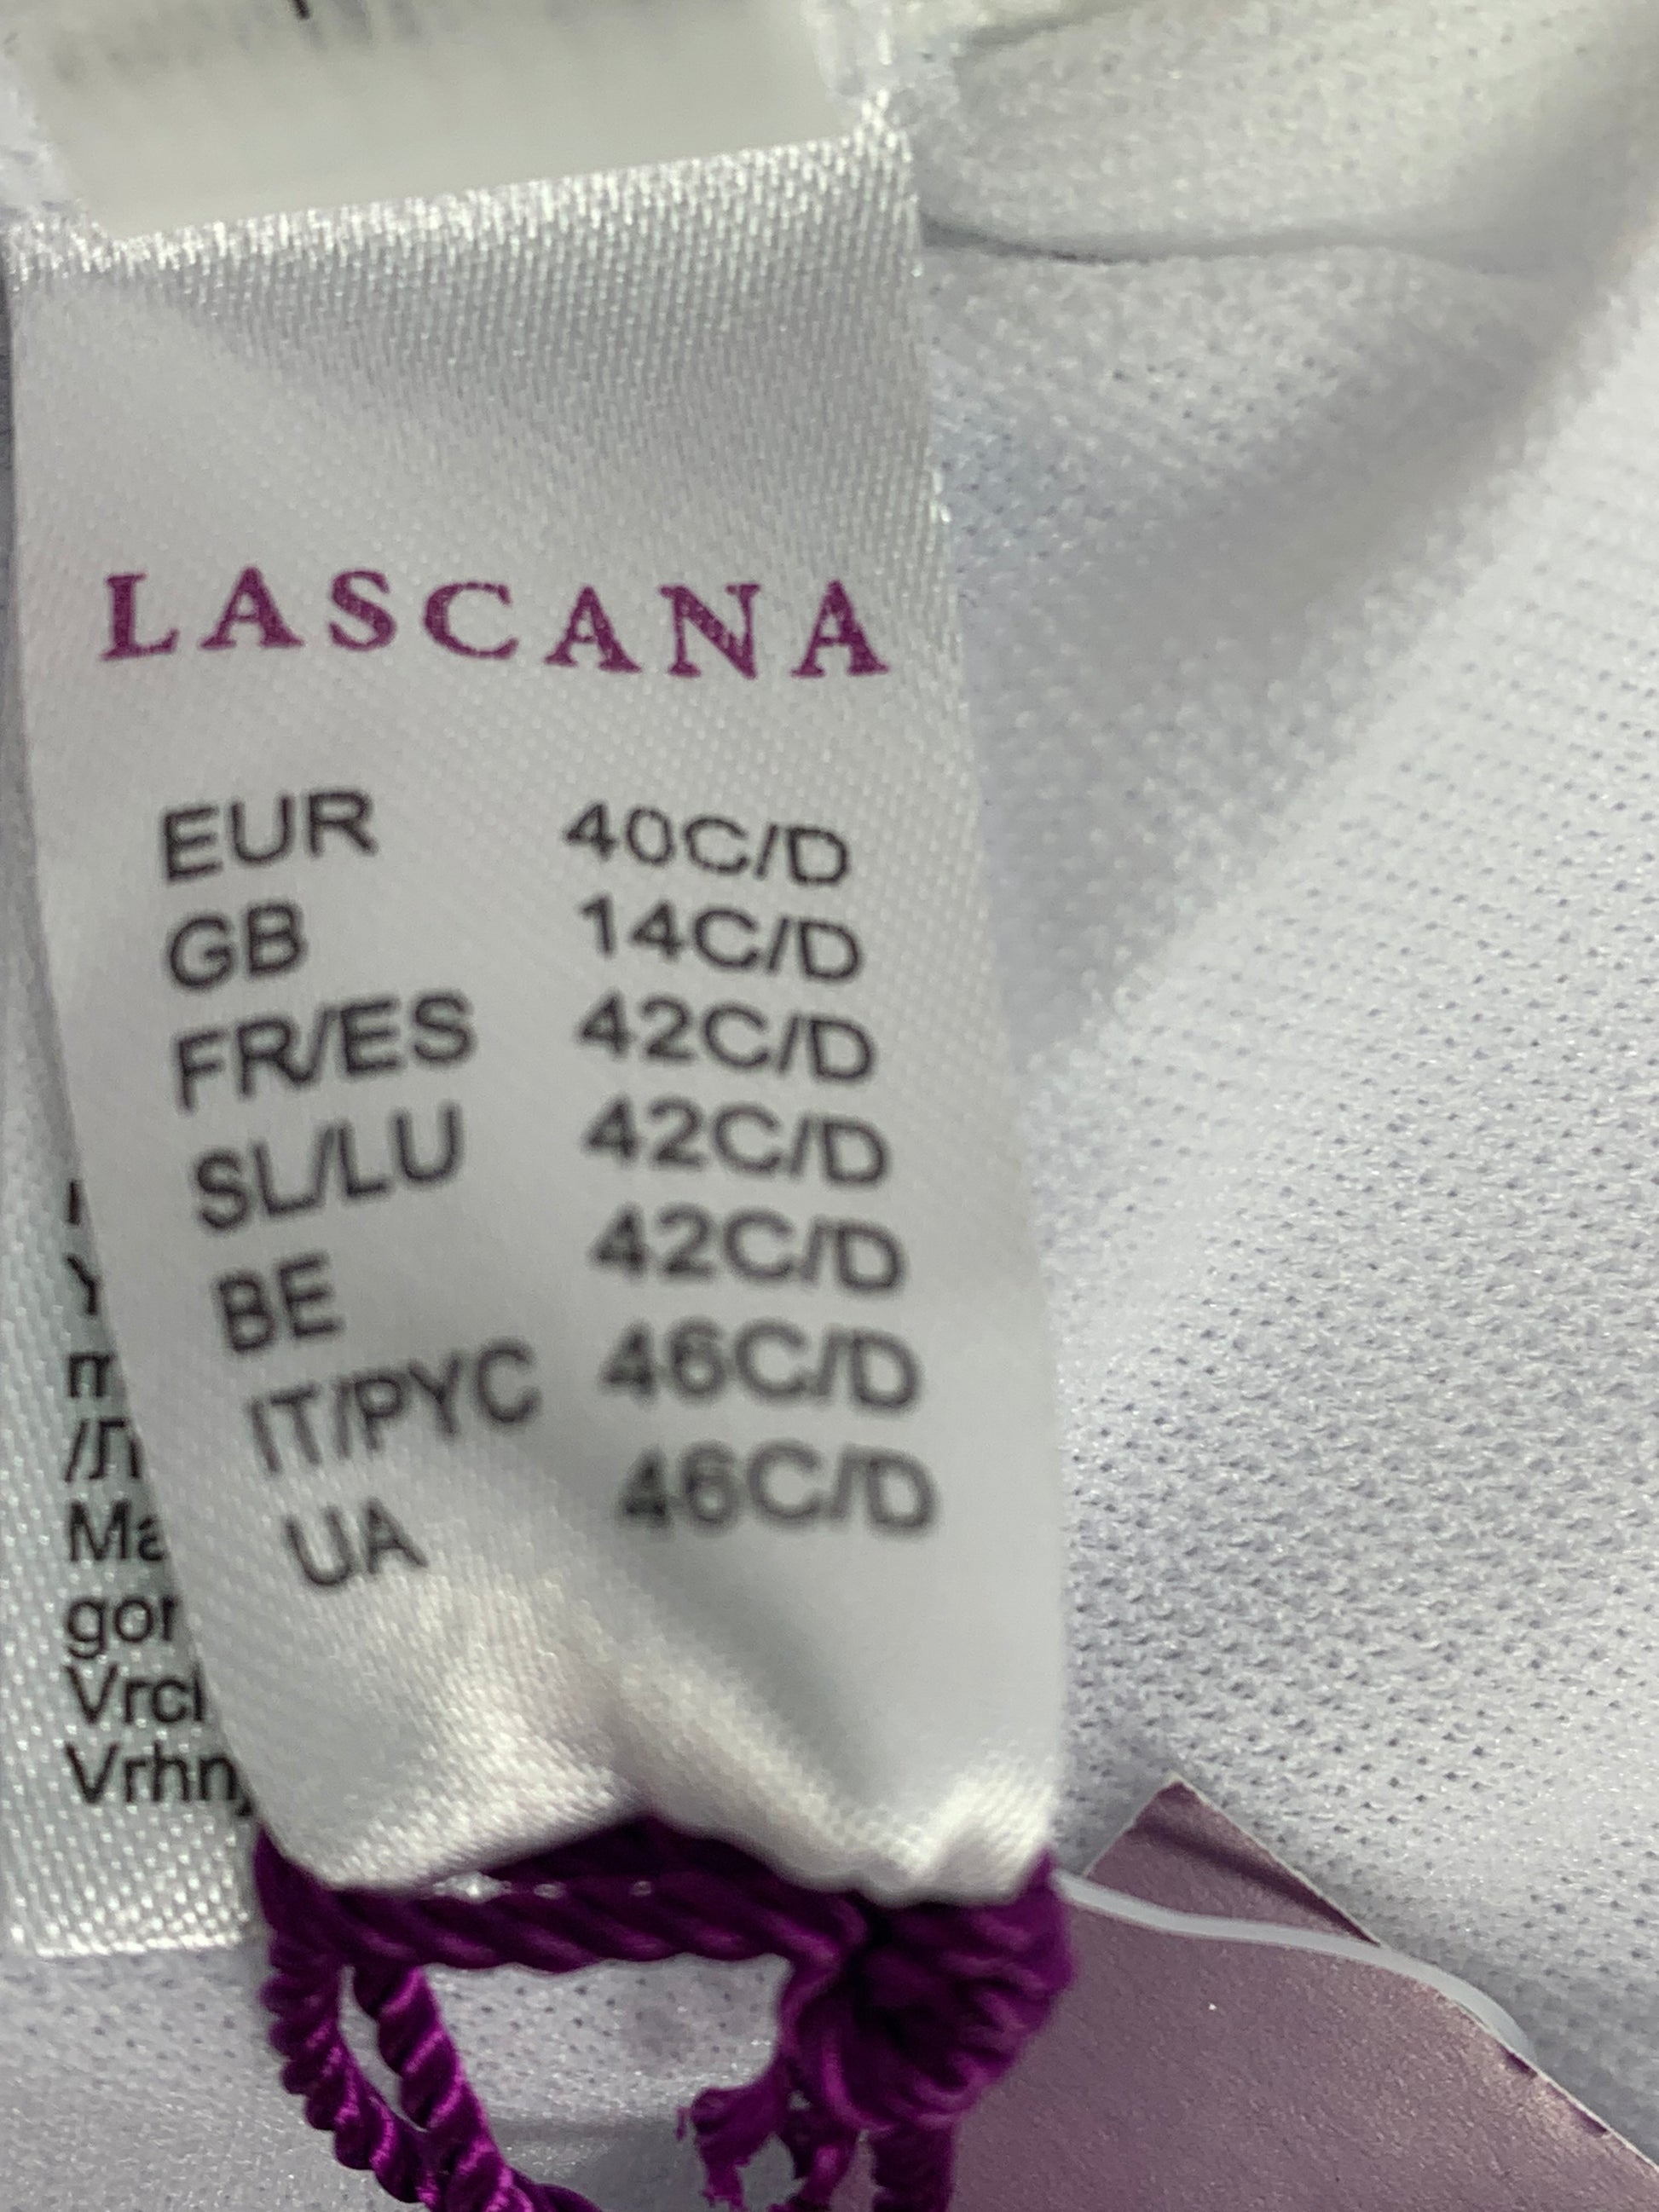 LASCANA
EUR 40C/D
GB 14C/D
FR/ES 42C/D
SL/LU 42C/D
BE 42C/D
IT/PYC 46C/D
UA 46C/D